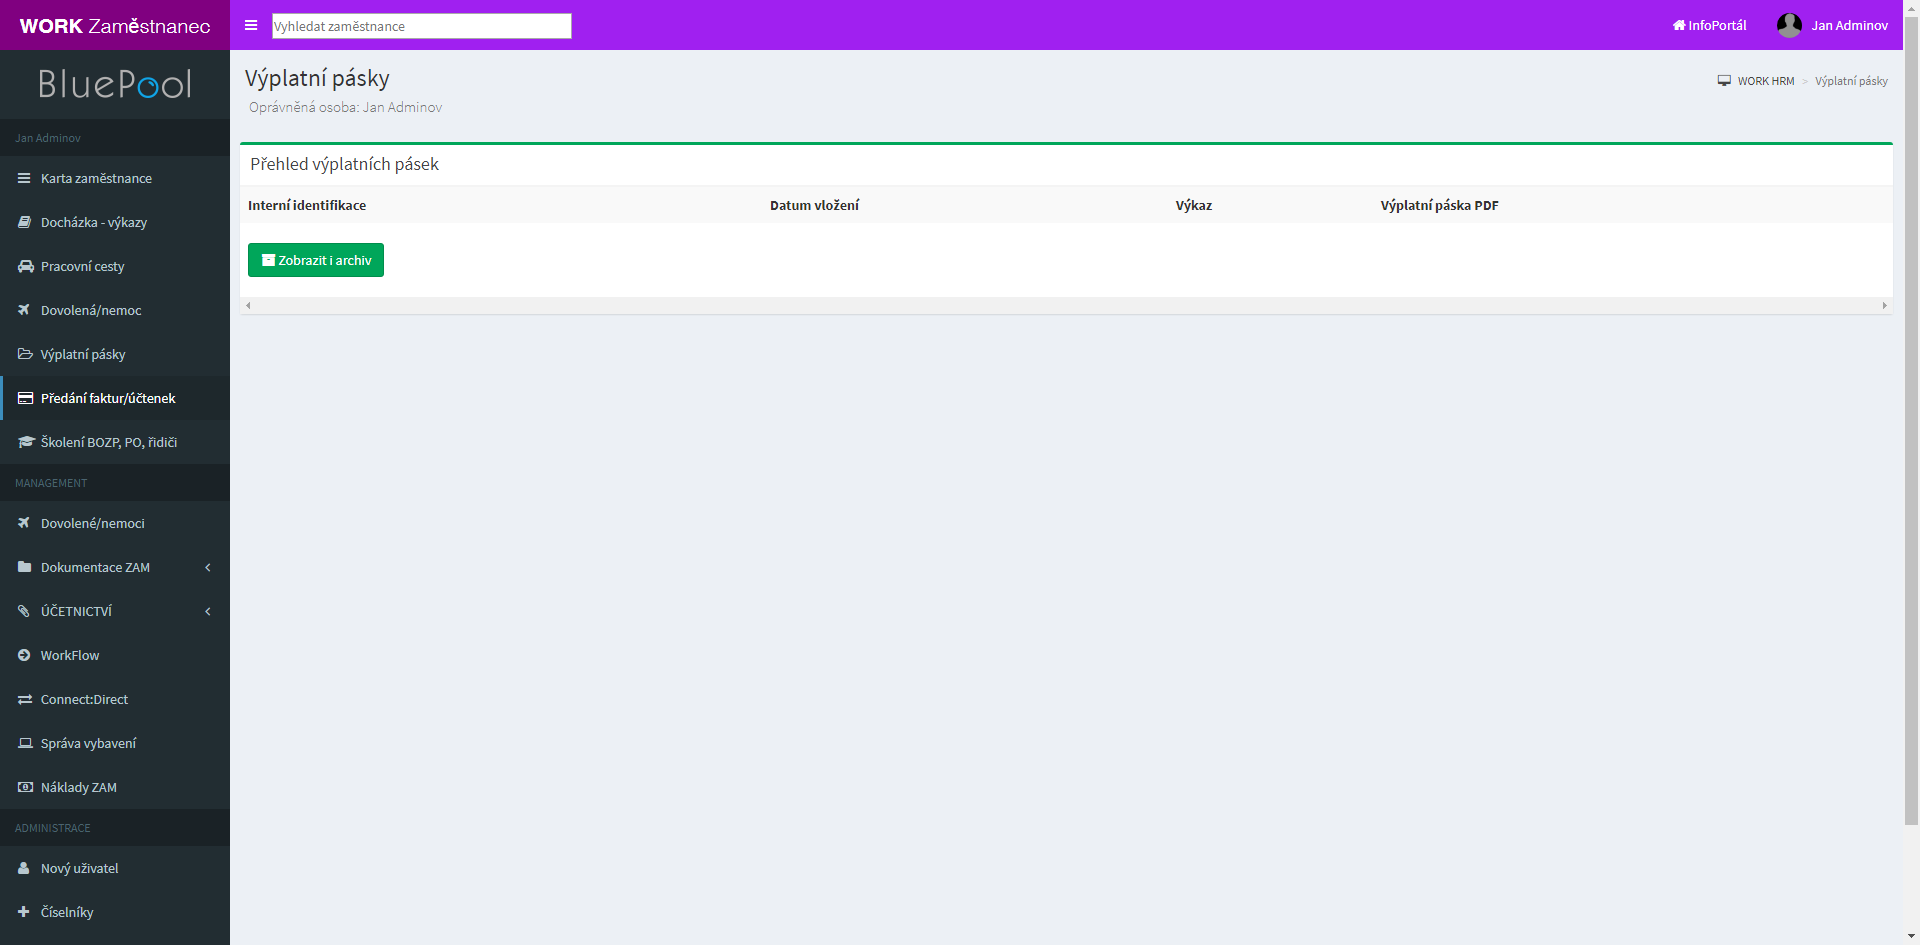 WORK Zaměstnanec
Vyhledat zaměstnance
InfoPortál
Jan Adminov
BluePool
Jan Adminov
Karta zaměstnance
Docházka - výkazy
Pracovní cesty
Dovolená/nemoc
Výplatní pásky
Předání faktur/účtenek
Školení BOZP, PO, řidiči
MANAGEMENT
Dovolené/nemoci
Dokumentace ZAM
ÚČETNICTVÍ
WorkFlow
Connect:Direct
Správa vybavení
Náklady ZAM
ADMINISTRACE
Nový uživatel
Číselníky
Výplatní pásky
Oprávněná osoba: Jan Adminov
WORK HRM > Výplatní pásky
Přehled výplatních pásek
Interní identifikace Datum vložení Výkaz Výplatní páska PDF
Zobrazit i archiv